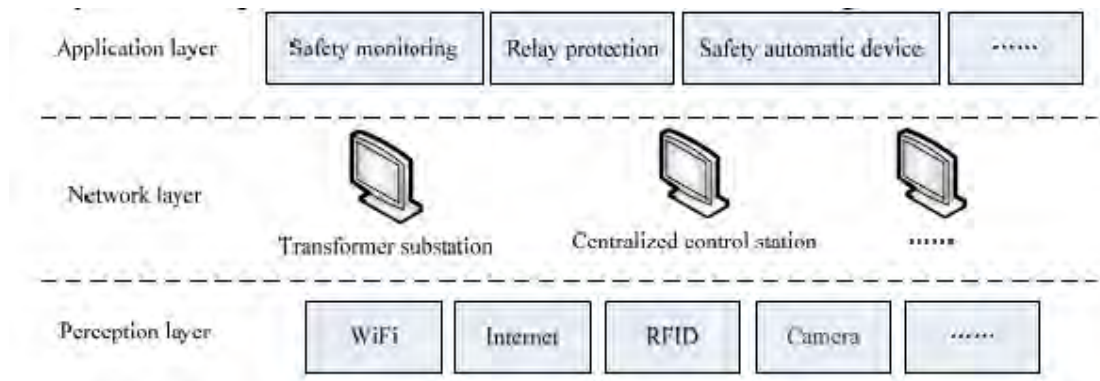 Application layer
Safety monitoring
Relay protection
Safety automatic device
......
Network layer
Transformer substation
Centralized control station
......
Perception layer
WiFi
Internet
RFID
Camera
......